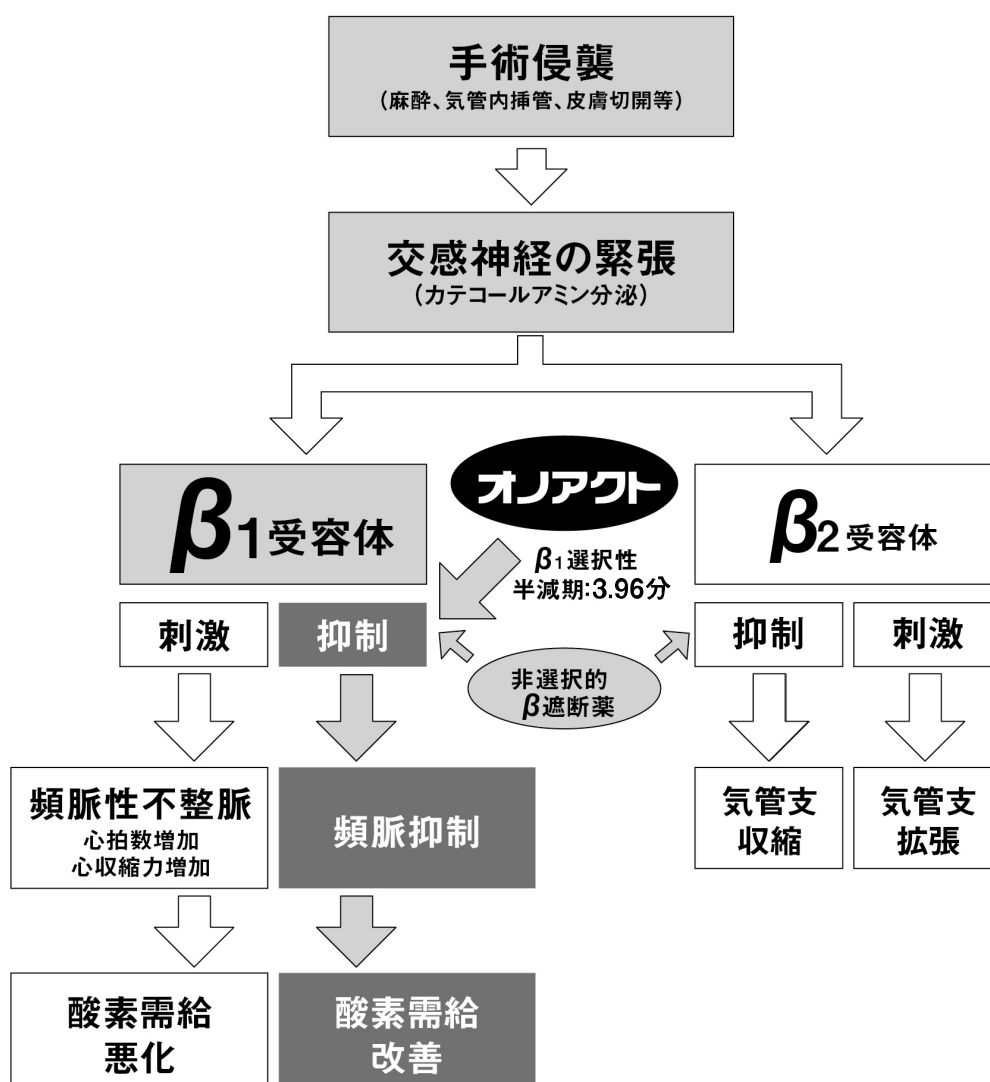 手術侵襲
(麻酔、気管内挿管、皮膚切開等)
交感神経の緊張
(カテコールアミン分泌)
オノアクト
β1受容体
β2受容体
β1選択性
半減期:3.96分
刺激
抑制
抑制
刺激
非選択的
β遮断薬
頻脈性不整脈
心拍数増加
心収縮力増加
頻脈抑制
気管支
収縮
気管支
拡張
酸素需給
悪化
酸素需給
改善